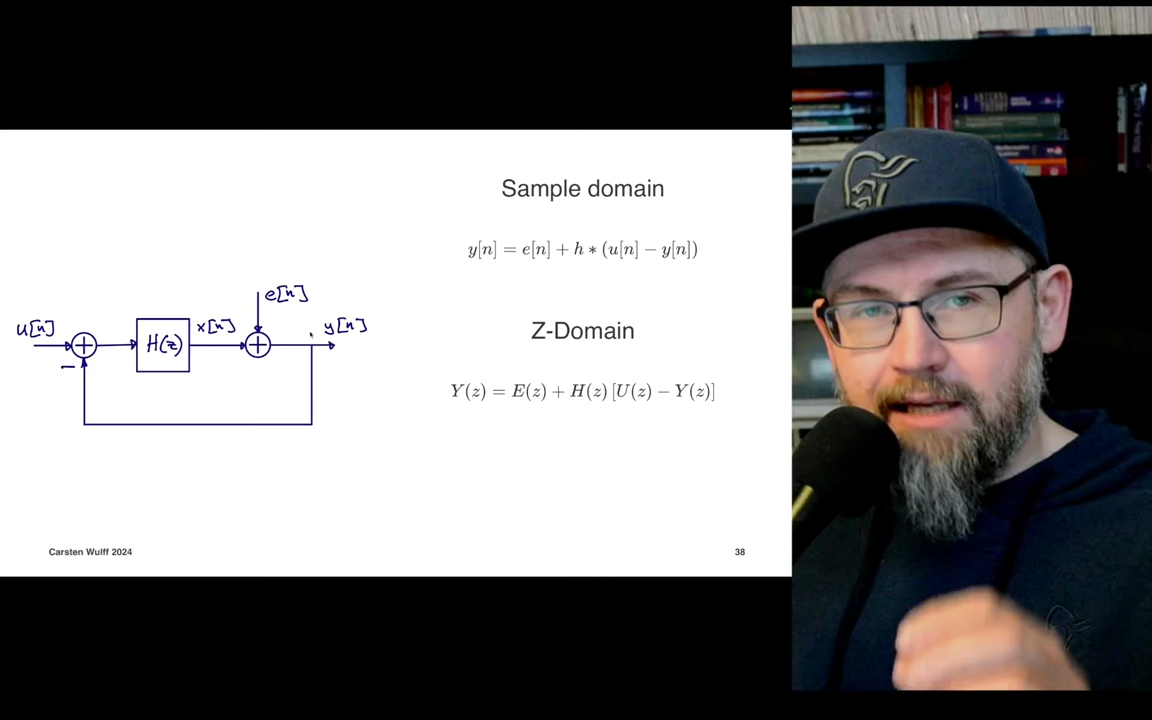 Sample domain
y[n] = e[n] + h ∗ (u[n] − y[n])
Z-Domain
Y(z) = E(z) + H(z) [U(z) − Y(z)]
e[n]
u[n]
H(z)
x[n]
y[n]
−
Carsten Wulff 2024
38